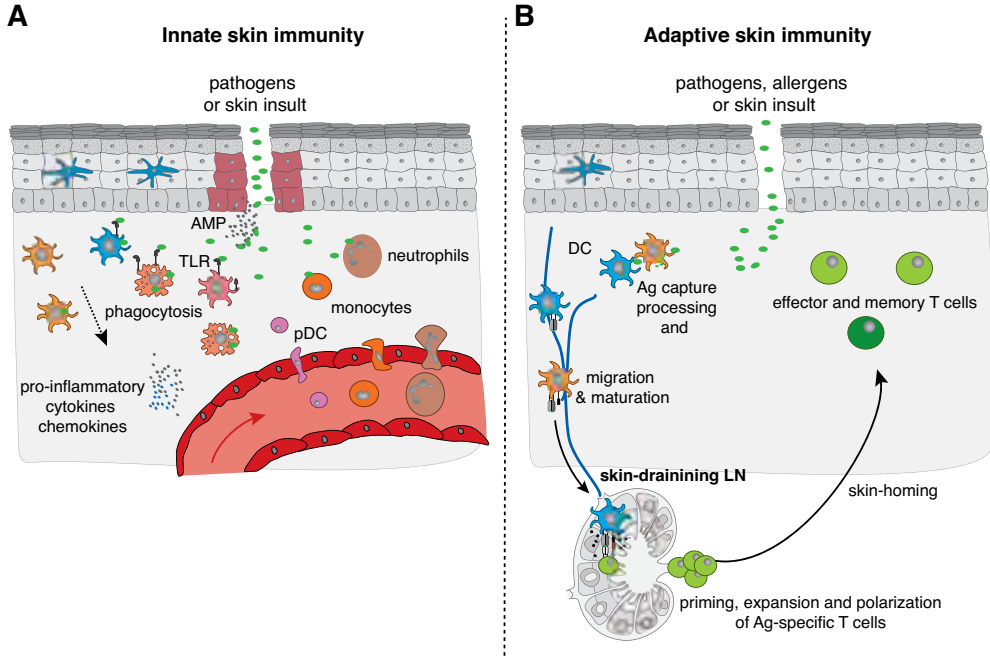 A
Innate skin immunity
pathogens
or skin insult
AMP
TLR
neutrophils
phagocytosis
monocytes
pDC
pro-inflammatory
cytokines
chemokines
B
Adaptive skin immunity
pathogens, allergens
or skin insult
DC
Ag capture
processing
and
effector and memory T cells
migration
& maturation
skin-drainining LN
skin-homing
priming, expansion and polarization
of Ag-specific T cells